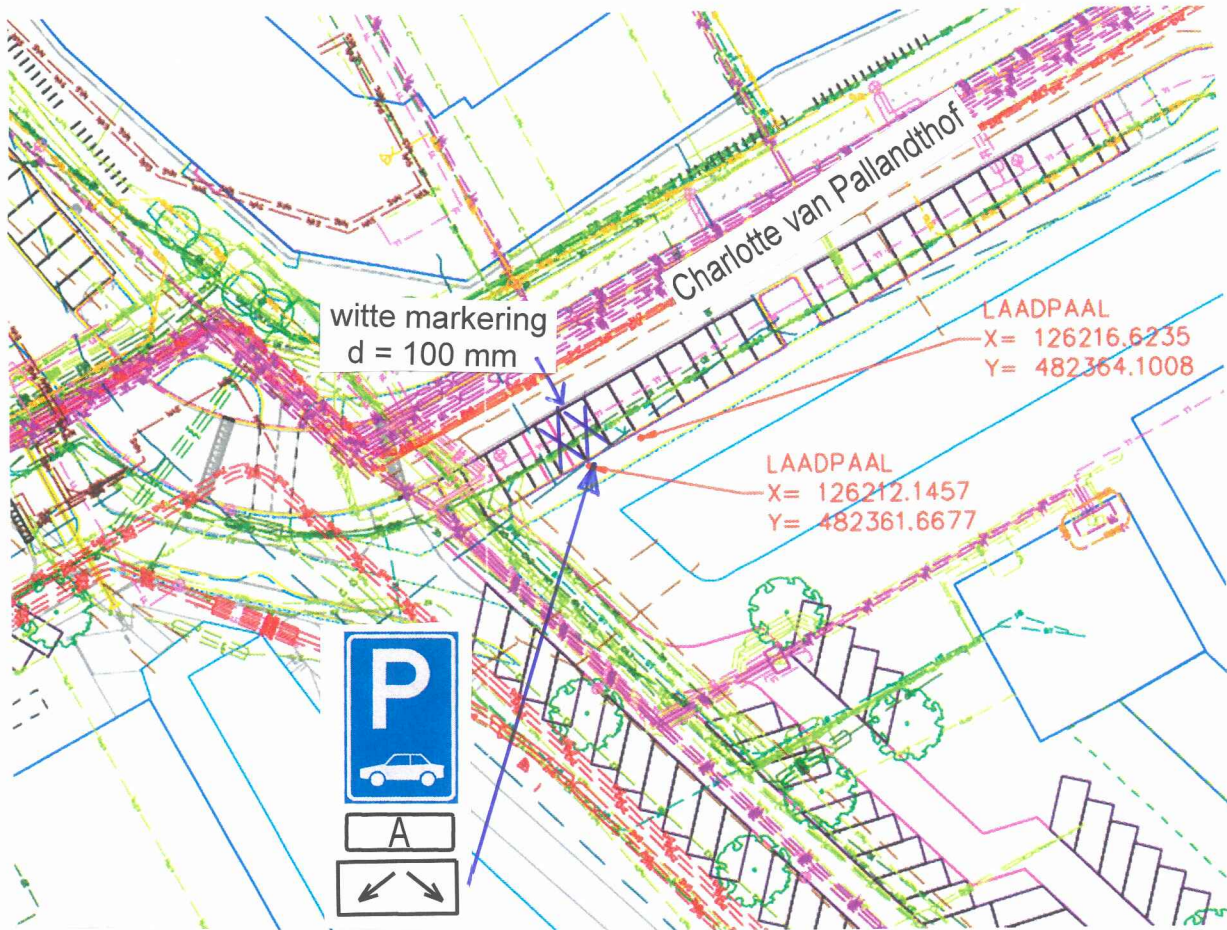 Charlotte van Pallandthof
witte markering
d = 100 mm
LAADPAAL
X= 126216.6235
Y= 482364.1008
LAADPAAL
X= 126212.1457
Y= 482361.6677
P
A